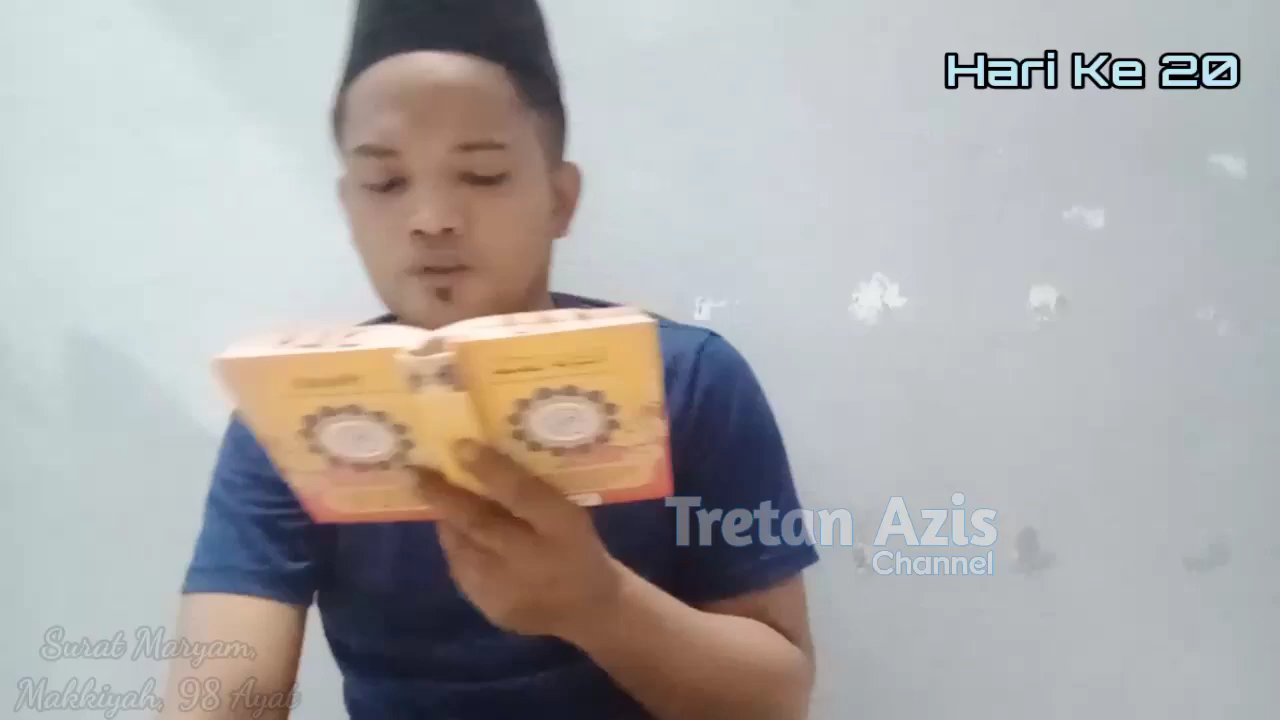 Hari Ke 20
Tretan Azis
Channel
Surat Maryam,
Makkiyah, 98 Ayat